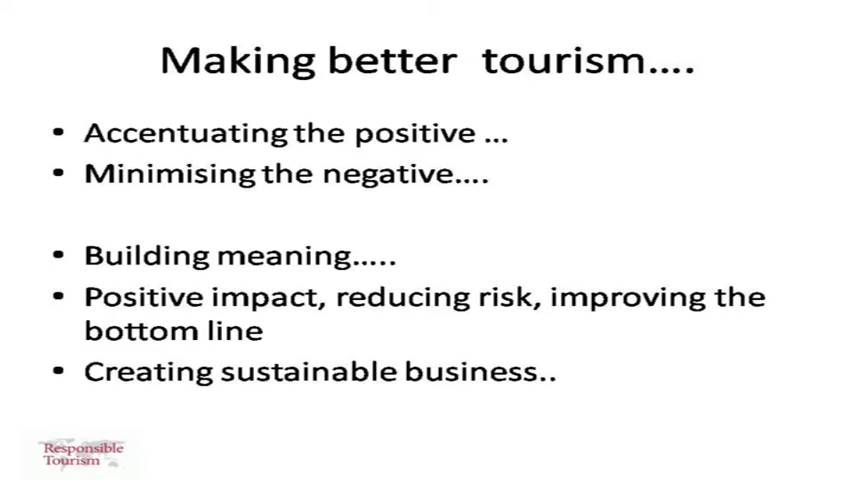 Making better tourism….
• Accentuating the positive …
• Minimising the negative….
• Building meaning…..
• Positive impact, reducing risk, improving the
bottom line
• Creating sustainable business..
Responsible
Tourism